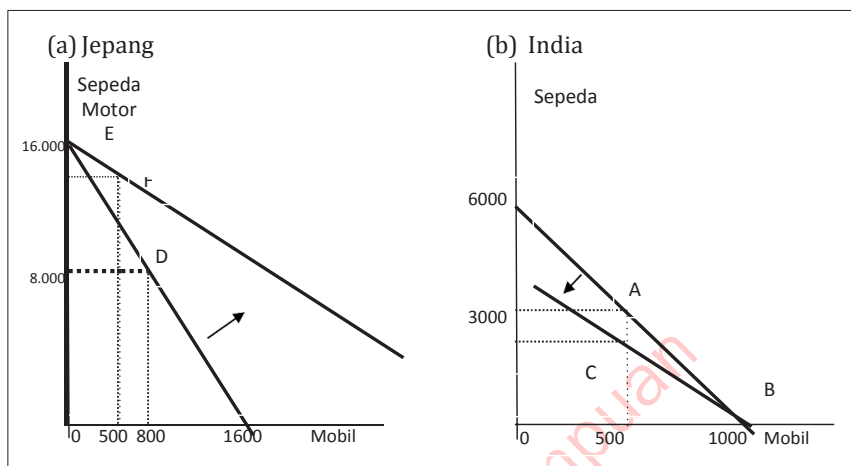 (a) Jepang
Sepeda
Motor
E
16.000
F
D
8.000
0 500 800 1600 Mobil
(b) India
Sepeda
6000
A
3000
C
B
0 500 1000 Mobil
mpuan